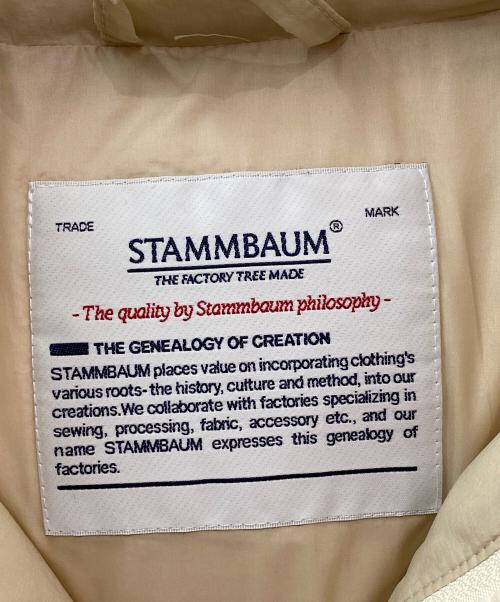 TRADE MARK
STAMMBAUM®
THE FACTORY TREE MADE
- The quality by Stammbaum philosophy -
THE GENEALOGY OF CREATION
STAMMBAUM places value on incorporating clothing's
various roots- the history, culture and method, into our
creations.We collaborate with factories specializing in
sewing, processing, fabric, accessory etc., and our
name STAMMBAUM expresses this genealogy of
factories.